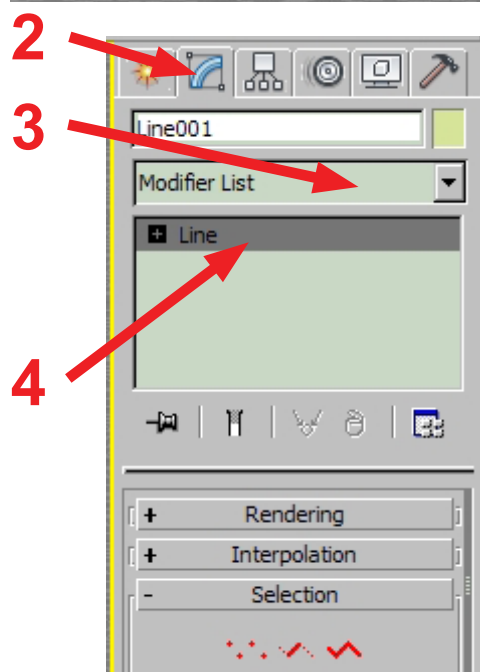 2
3
Line001
Modifier List
+ Line
4
+ Rendering
+ Interpolation
- Selection